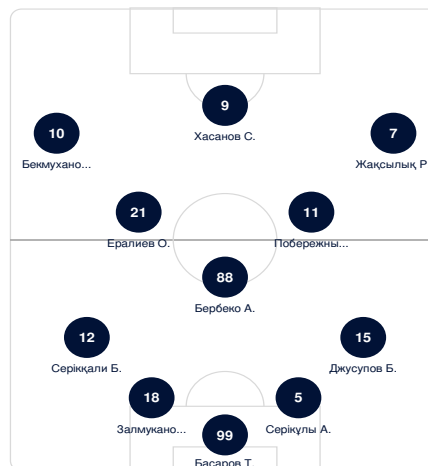 9
Хасанов С.
10
7
Бекмухано...
Жақсылық Р
21
11
Ералиев О.
Побережны...
88
Бербеко А.
12
15
Серікқали Б.
Джусупов Б.
18
5
Залмукано...
Серікұлы А.
99
Басаров Т.